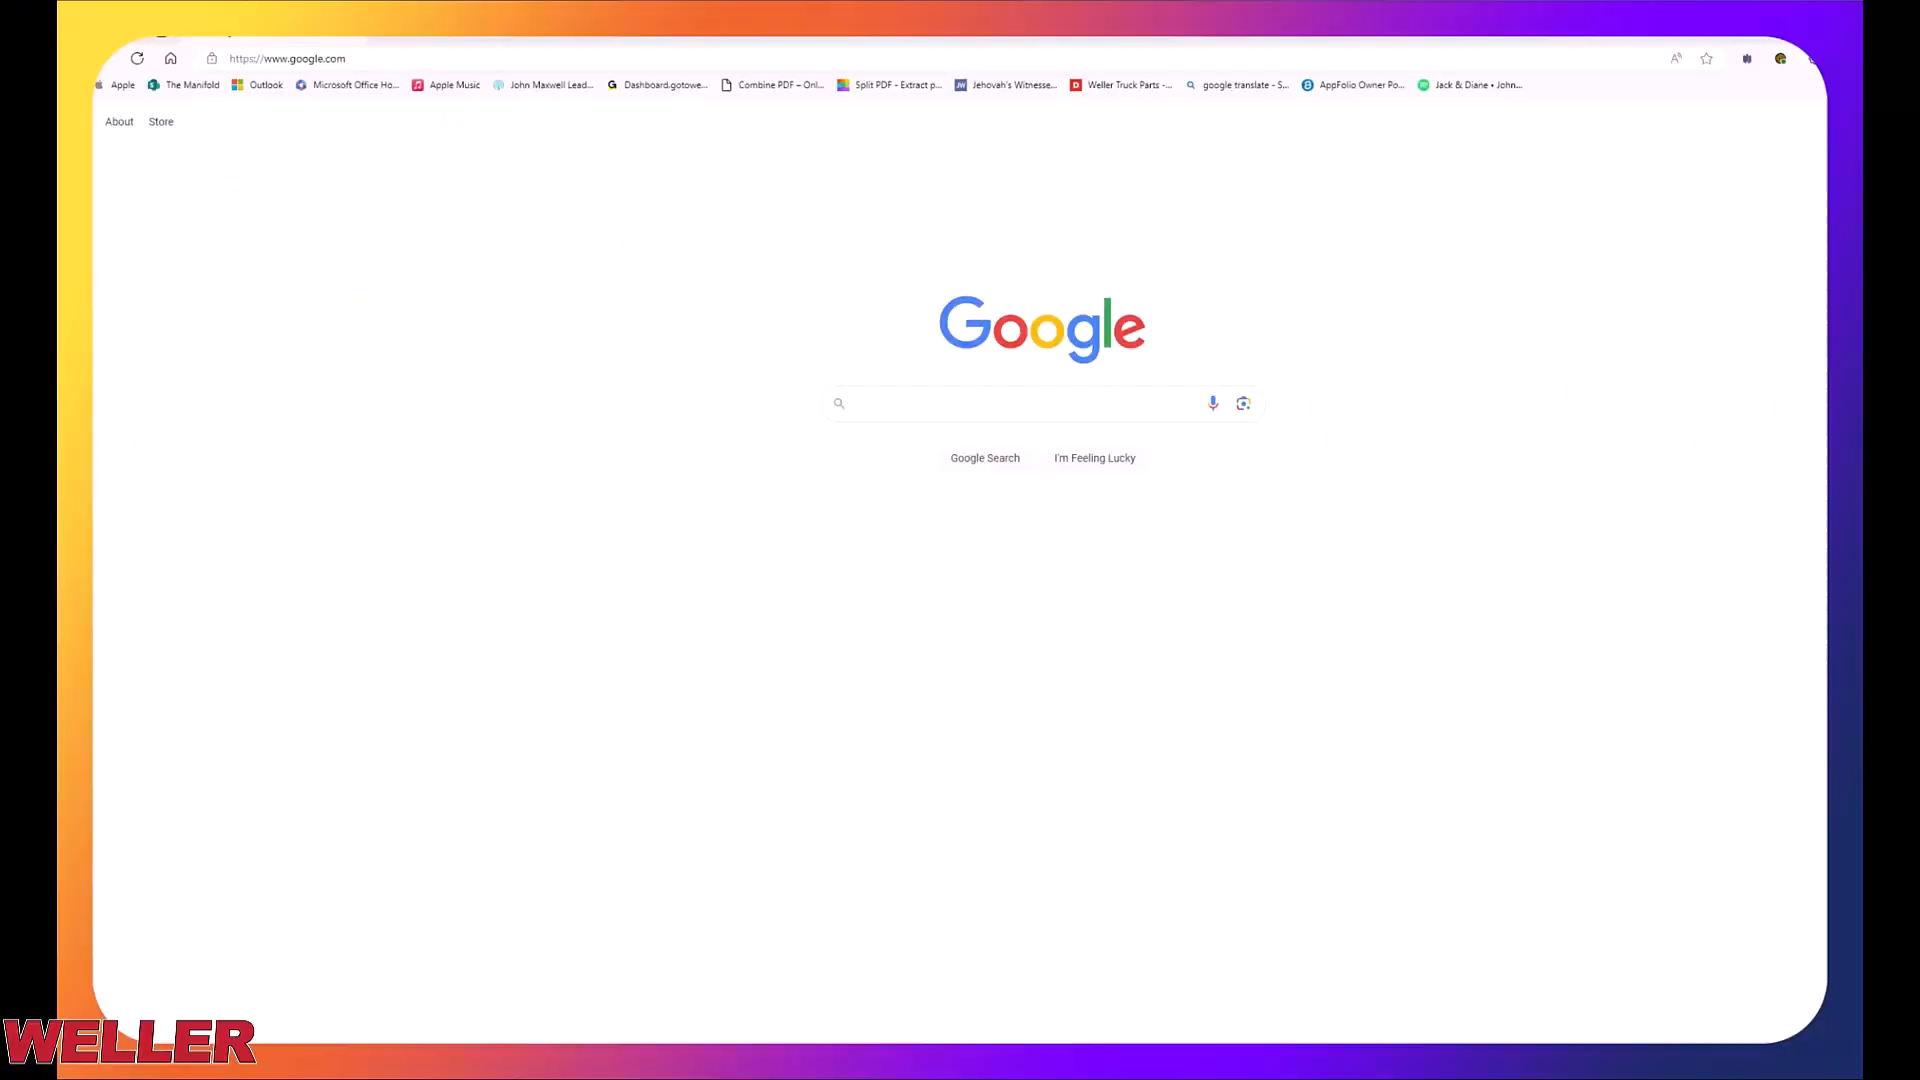 https://www.google.com
Apple The Manifold Outlook Microsoft Office Ho... Apple Music John Maxwell Lead... Dashboard.gotowe... Combine PDF – Onl... Split PDF - Extract p... Jehovah's Witnesse... Weller Truck Parts -... google translate - S... AppFolio Owner Po... Jack & Diane • John...
About Store
Google
Google Search I'm Feeling Lucky
WELLER